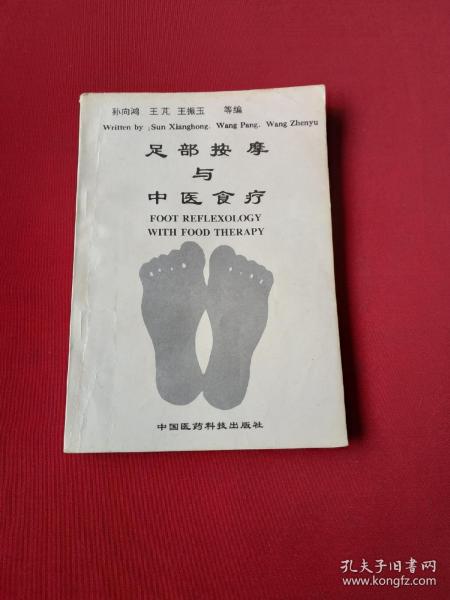 孙向鸿 王芃 王振玉 等编
Written by :Sun Xianghong. Wang Pang. Wang Zhenyu
足部按摩
与
中医食疗
FOOT REFLEXOLOGY
WITH FOOD THERAPY
中国医药科技出版社
孔夫子旧书网
www.kongfz.com